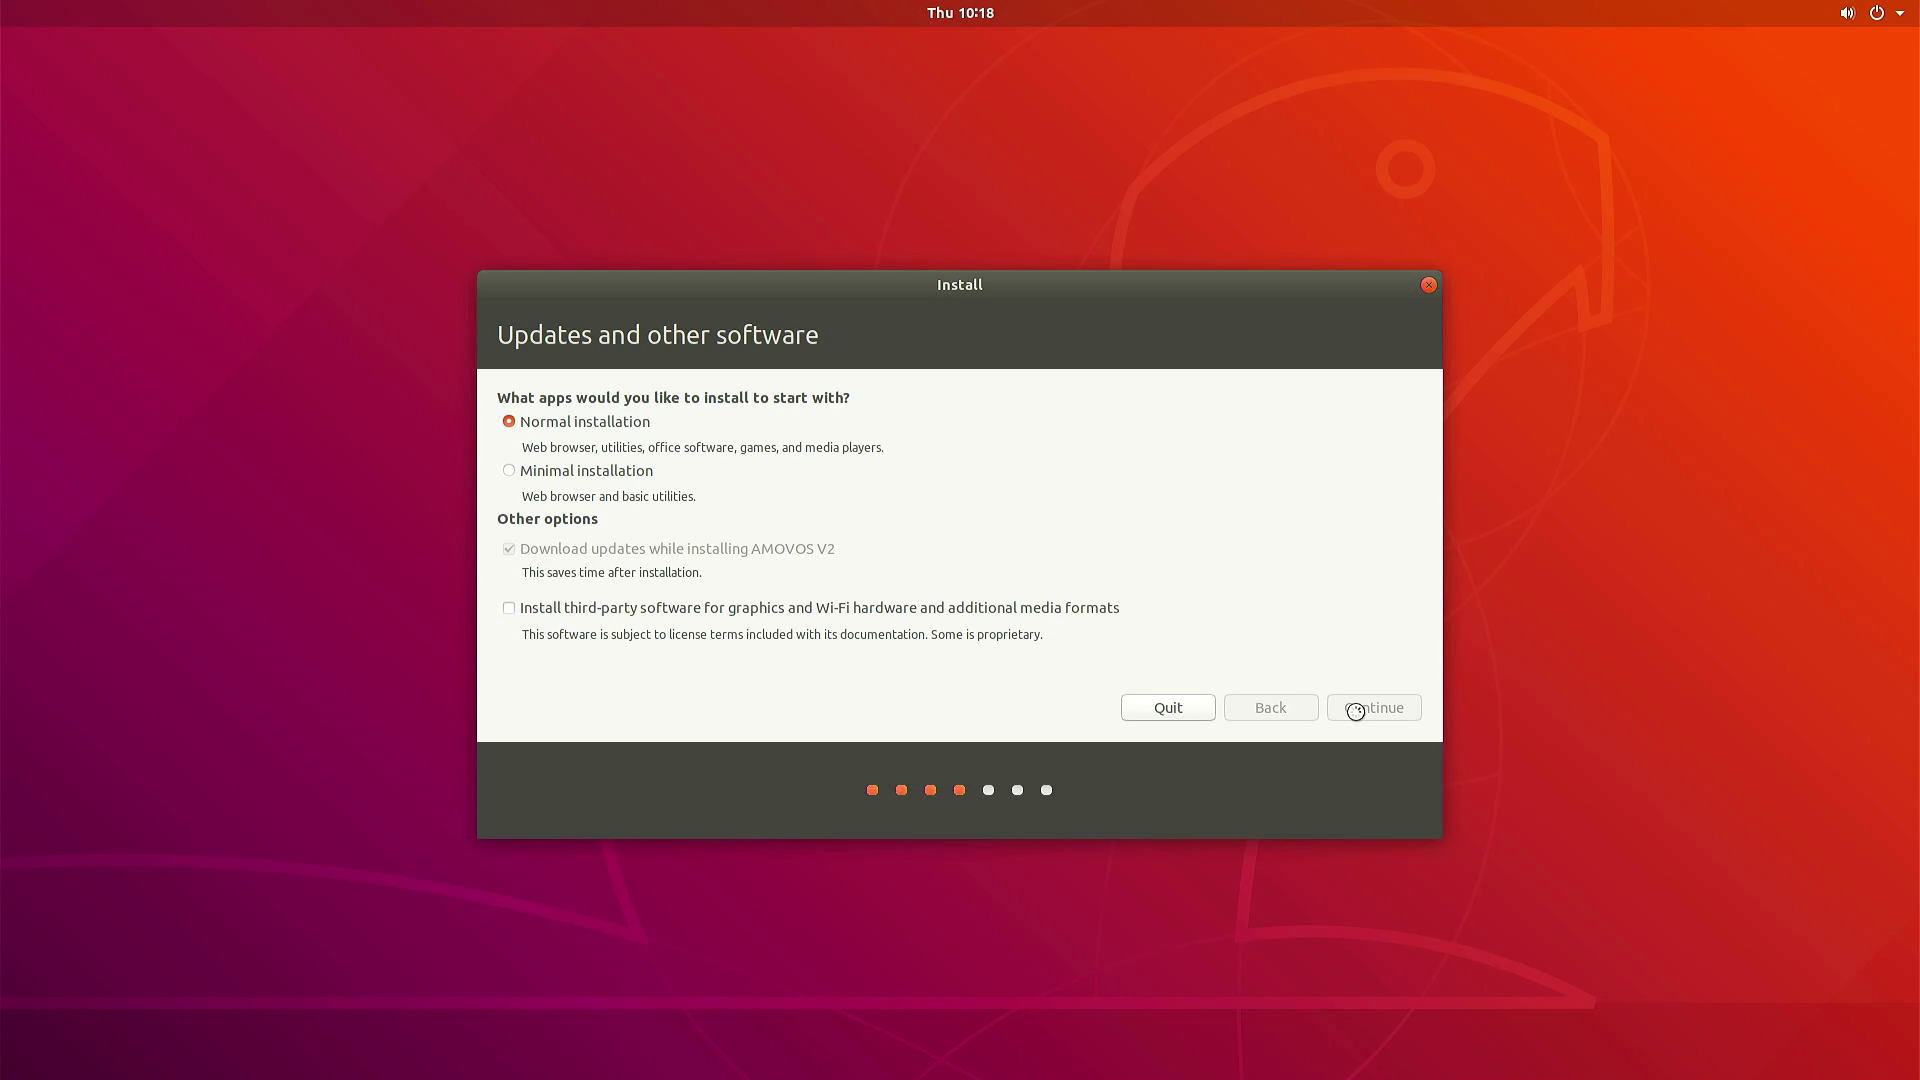 Thu 10:18
Install
Updates and other software
What apps would you like to install to start with?
Normal installation
Web browser, utilities, office software, games, and media players.
Minimal installation
Web browser and basic utilities.
Other options
Download updates while installing AMOVOS V2
This saves time after installation.
Install third-party software for graphics and Wi-Fi hardware and additional media formats
This software is subject to license terms included with its documentation. Some is proprietary.
Quit
Back
Continue